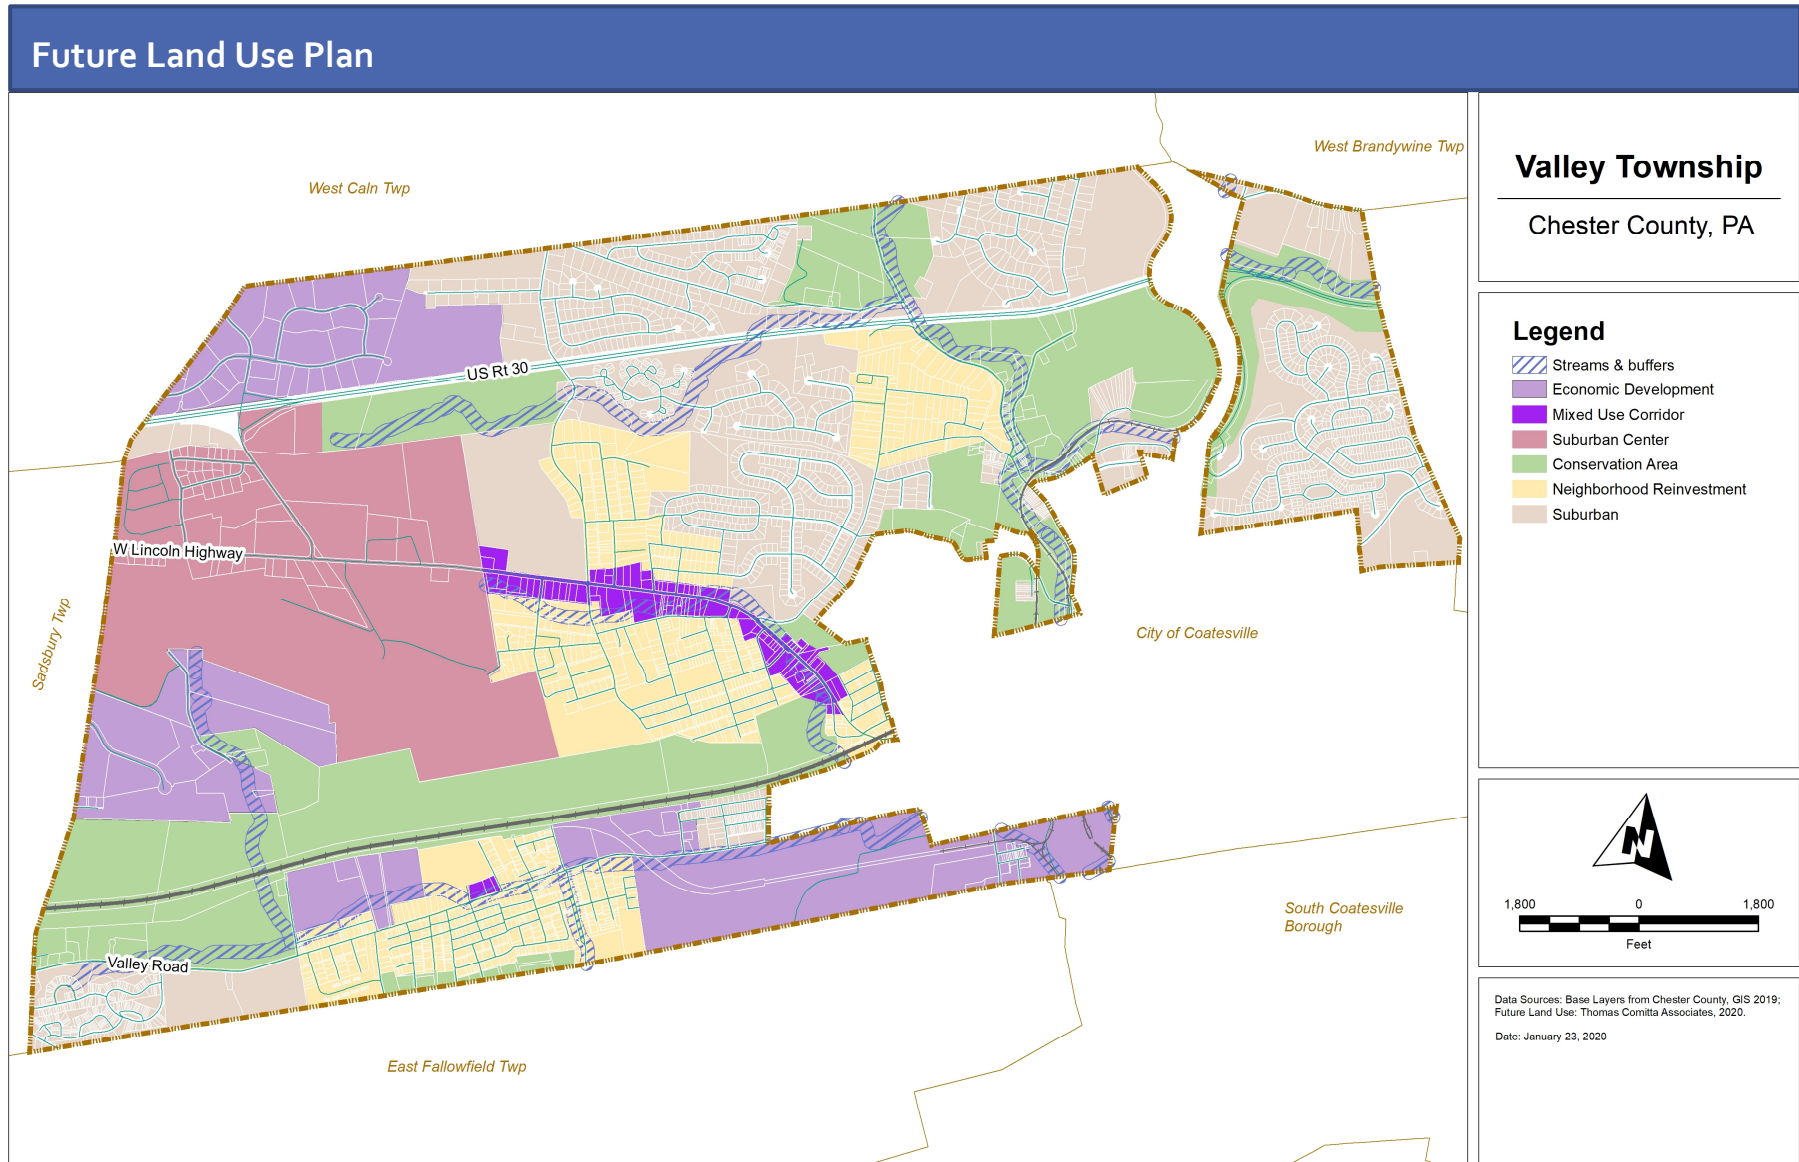 Future Land Use Plan
West Brandywine Twp
West Caln Twp
Valley Township
Chester County, PA
US Rt 30
Legend
Streams & buffers
Economic Development
Mixed Use Corridor
Suburban Center
Conservation Area
Neighborhood Reinvestment
Suburban
W Lincoln Highway
Sadsbury Twp
City of Coatesville
N
1,800 0 1,800
Feet
South Coatesville
Borough
Valley Road
East Fallowfield Twp
Data Sources: Base Layers from Chester County, GIS 2019;
Future Land Use: Thomas Comitta Associates, 2020.
Date: January 23, 2020